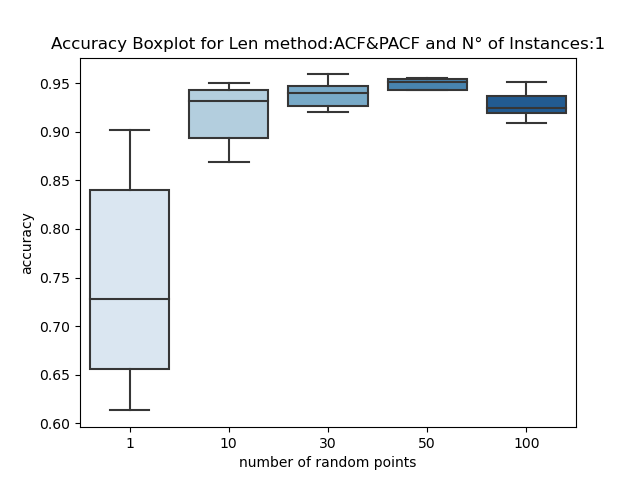 Accuracy Boxplot for Len method:ACF&PACF and N° of Instances:1
0.95
0.90
0.85
0.80
0.75
0.70
0.65
0.60
accuracy
1 10 30 50 100
number of random points